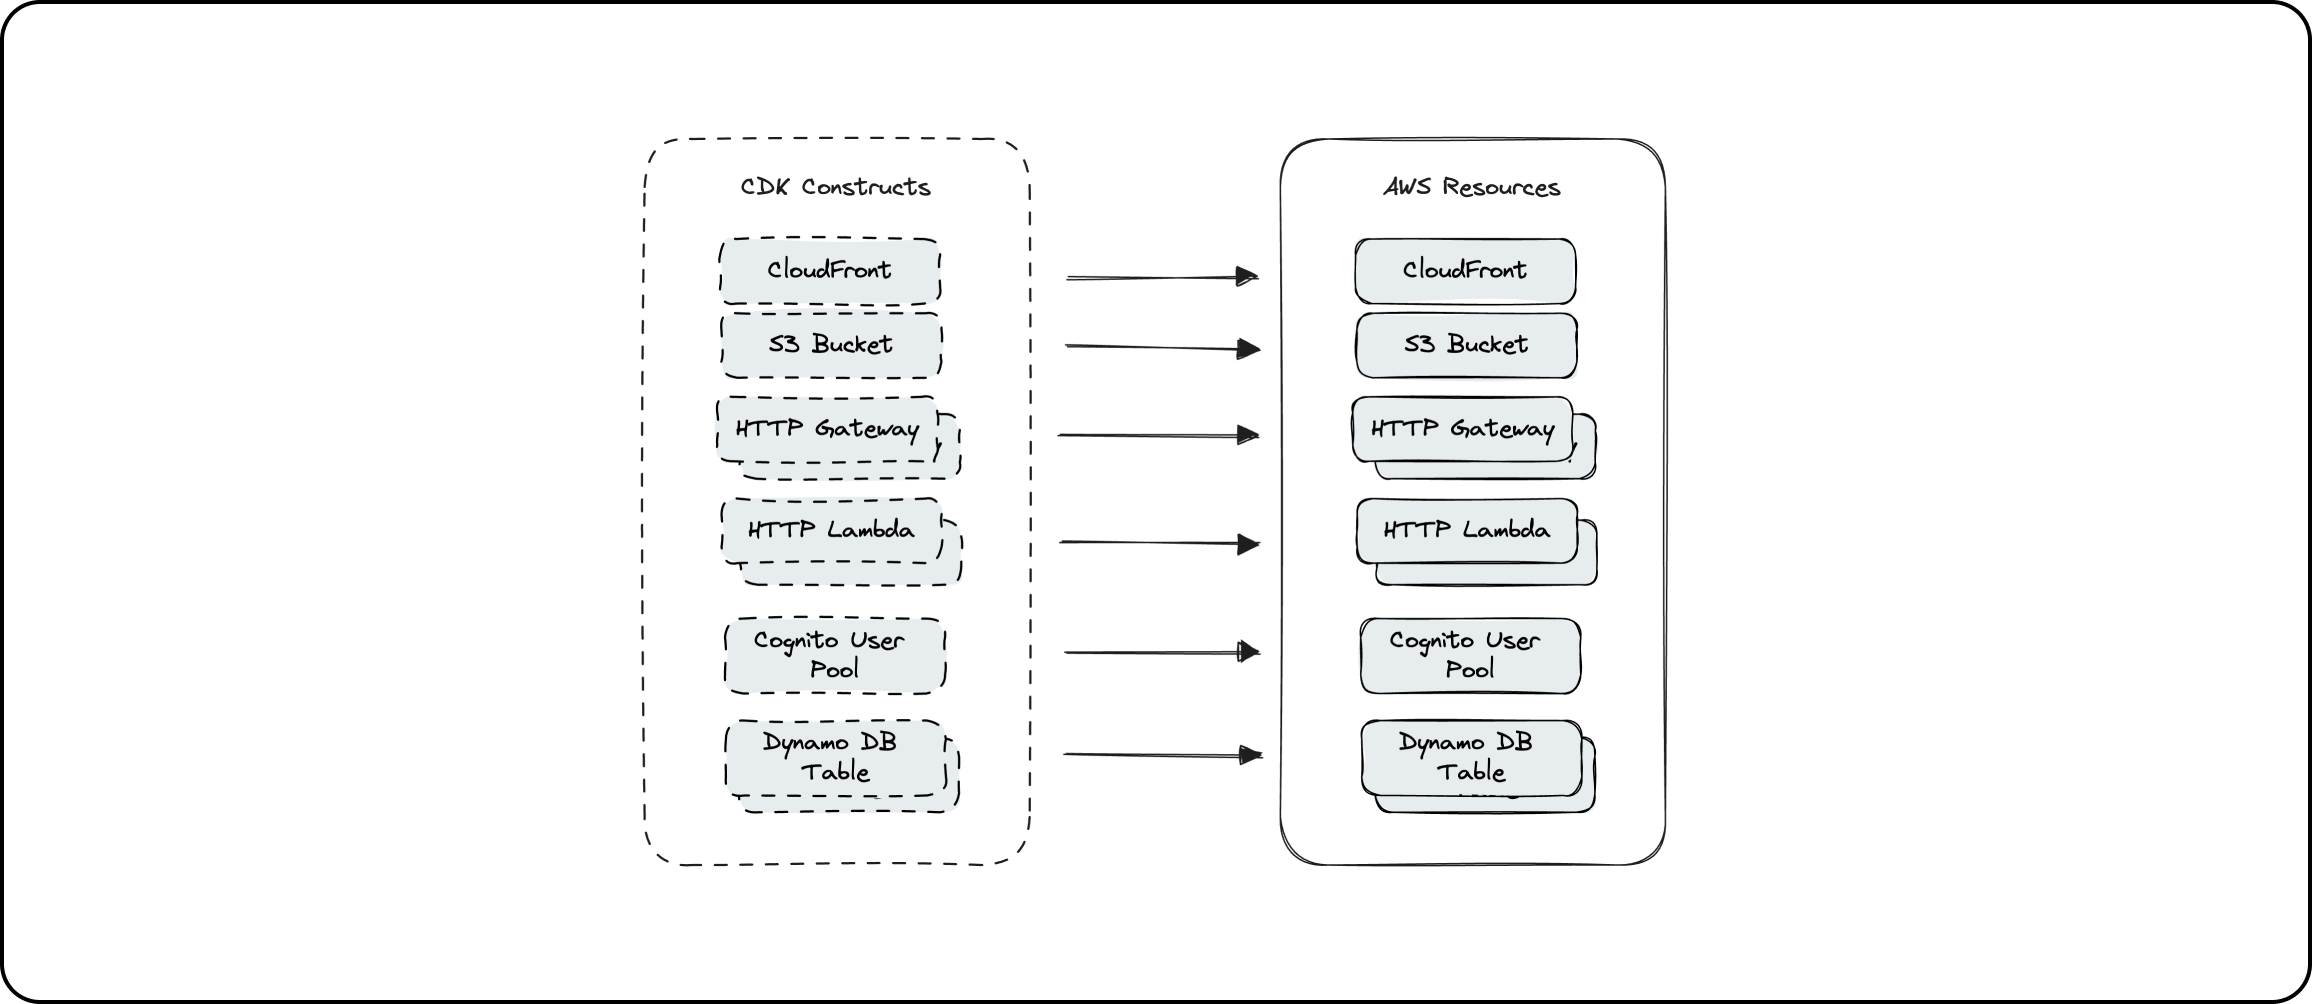 CDK Constructs
CloudFront
S3 Bucket
HTTP Gateway
HTTP Lambda
Cognito User
Pool
Dynamo DB
Table
AWS Resources
CloudFront
S3 Bucket
HTTP Gateway
HTTP Lambda
Cognito User
Pool
Dynamo DB
Table